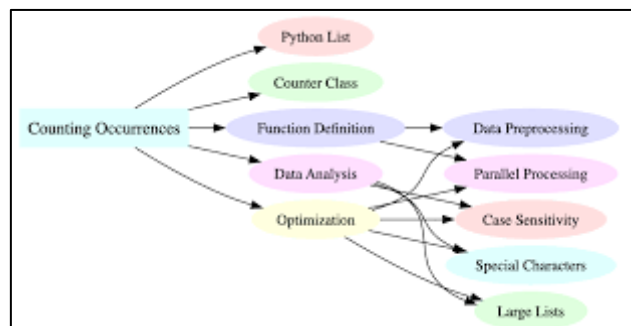 Python List
Counter Class
Counting Occurrences
Function Definition
Data Preprocessing
Data Analysis
Parallel Processing
Optimization
Case Sensitivity
Special Characters
Large Lists